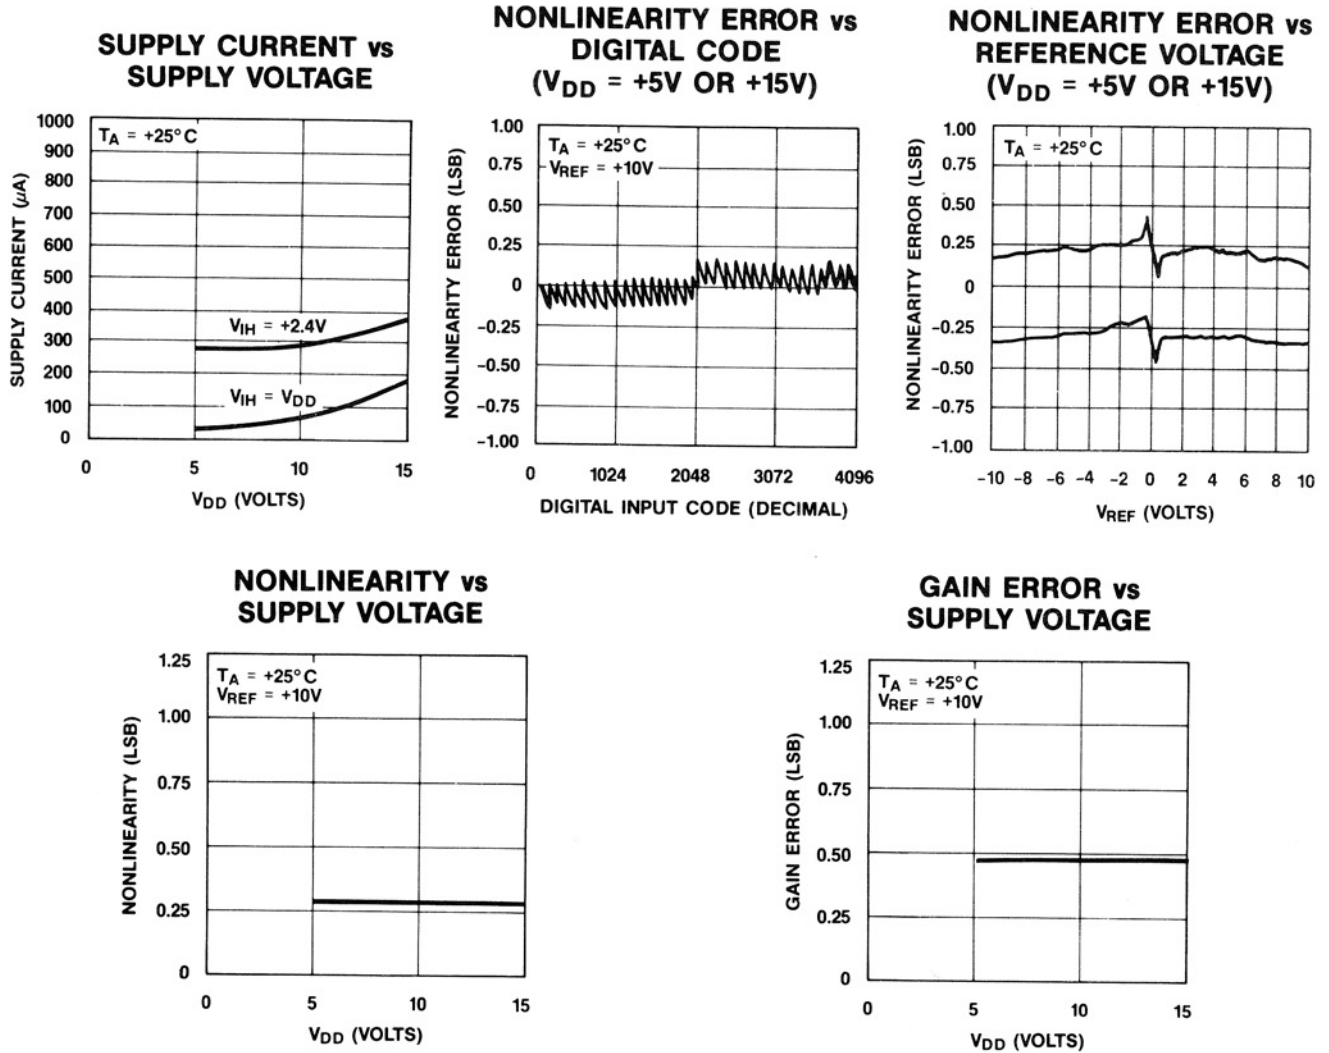 SUPPLY CURRENT vs
SUPPLY VOLTAGE
1000
900
800
700
600
500
400
300
200
100
0
SUPPLY CURRENT (μA)
TA = +25°C
VIH = +2.4V
VIH = VDD
0 5 10 15
VDD (VOLTS)
NONLINEARITY ERROR vs
DIGITAL CODE
(VDD = +5V OR +15V)
1.00
0.75
0.50
0.25
0
−0.25
−0.50
−0.75
−1.00
NONLINEARITY ERROR (LSB)
TA = +25°C
VREF = +10V
0 1024 2048 3072 4096
DIGITAL INPUT CODE (DECIMAL)
NONLINEARITY ERROR vs
REFERENCE VOLTAGE
(VDD = +5V OR +15V)
1.00
0.75
0.50
0.25
0
−0.25
−0.50
−0.75
−1.00
NONLINEARITY ERROR (LSB)
TA = +25°C
−10 −8 −6 −4 −2 0 2 4 6 8 10
VREF (VOLTS)
NONLINEARITY vs
SUPPLY VOLTAGE
1.25
1.00
0.75
0.50
0.25
0
NONLINEARITY (LSB)
TA = +25°C
VREF = +10V
0 5 10 15
VDD (VOLTS)
GAIN ERROR vs
SUPPLY VOLTAGE
1.25
1.00
0.75
0.50
0.25
0
GAIN ERROR (LSB)
TA = +25°C
VREF = +10V
0 5 10 15
VDD (VOLTS)